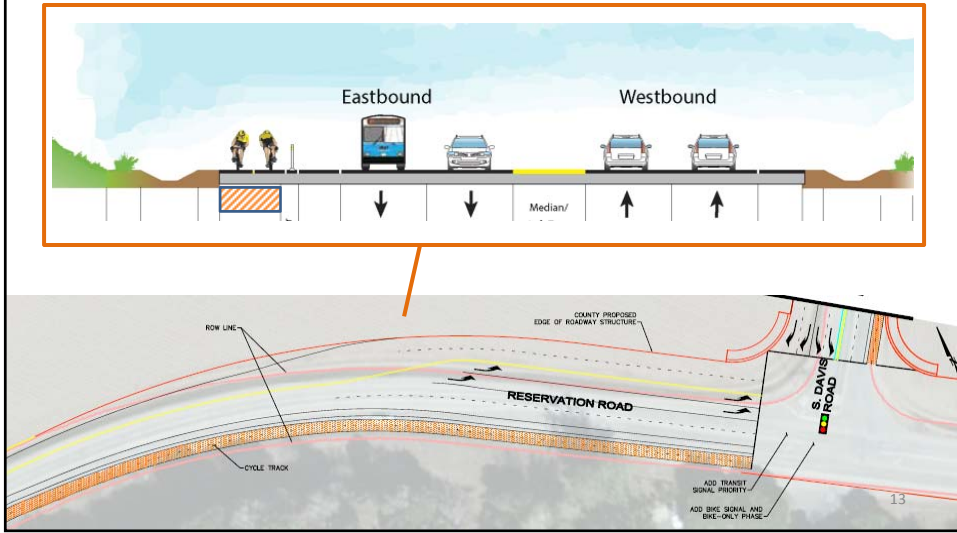 Eastbound
Westbound
Median/
ROW LINE
COUNTY PROPOSED
EDGE OF ROADWAY STRUCTURE
RESERVATION ROAD
S. DAVIS
ROAD
CYCLE TRACK
ADD TRANSIT
SIGNAL PRIORITY
ADD BIKE SIGNAL AND
BIKE-ONLY PHASE
13